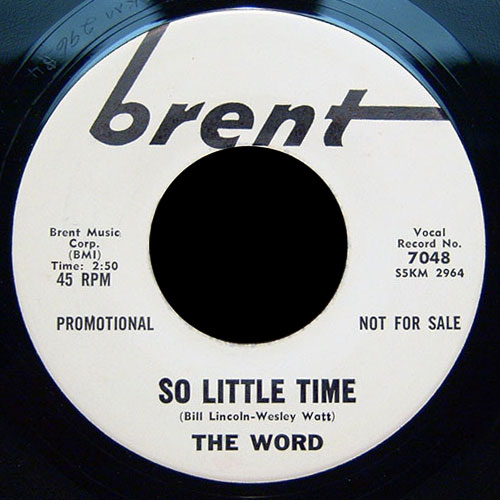 brent
Brent Music
Corp.
(BMI)
Time: 2:50
45 RPM
Vocal
Record No.
7048
S5KM 2964
PROMOTIONAL
NOT FOR SALE
SO LITTLE TIME
(Bill Lincoln-Wesley Watt)
THE WORD